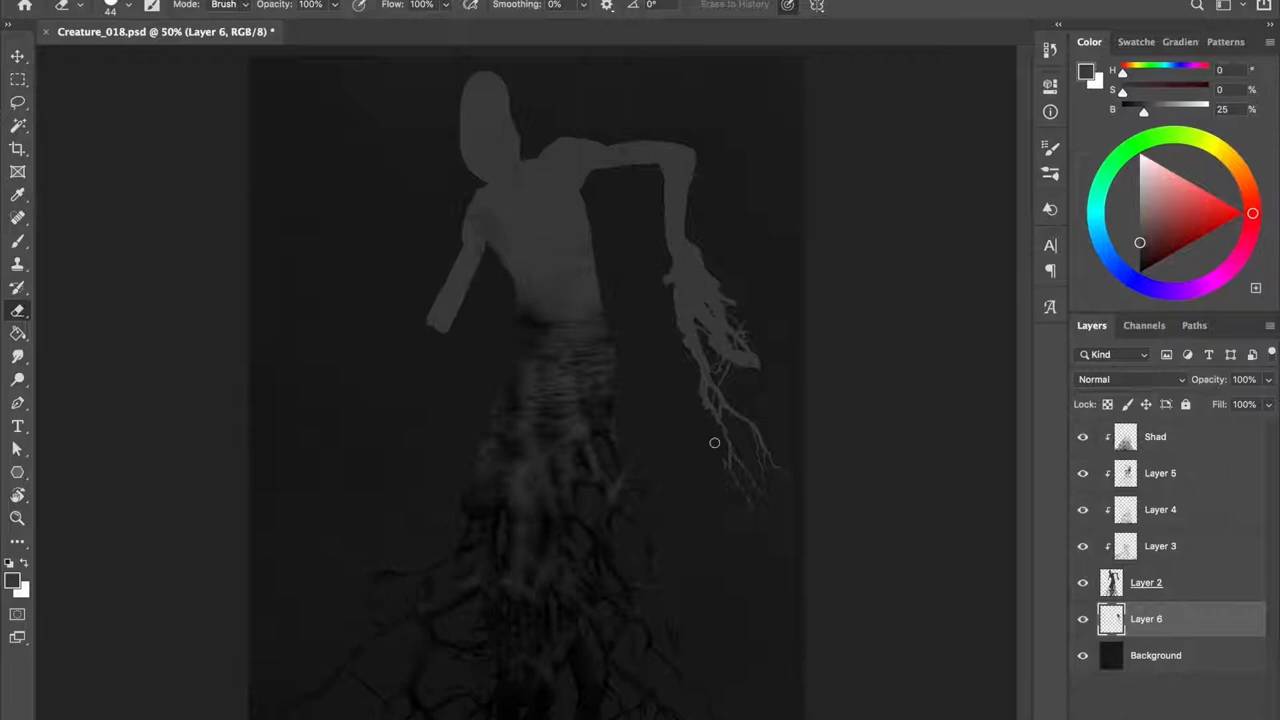 44
Mode: Brush
Opacity: 100%
Flow: 100%
Smoothing: 0%
0°
Erase to History
Creature_018.psd @ 50% (Layer 6, RGB/8) *
Color
Swatche
Gradien
Patterns
H 0 °
S 0 %
B 25 %
Layers
Channels
Paths
Kind
Normal
Opacity: 100%
Lock:
Fill: 100%
Shad
Layer 5
Layer 4
Layer 3
Layer 2
Layer 6
Background